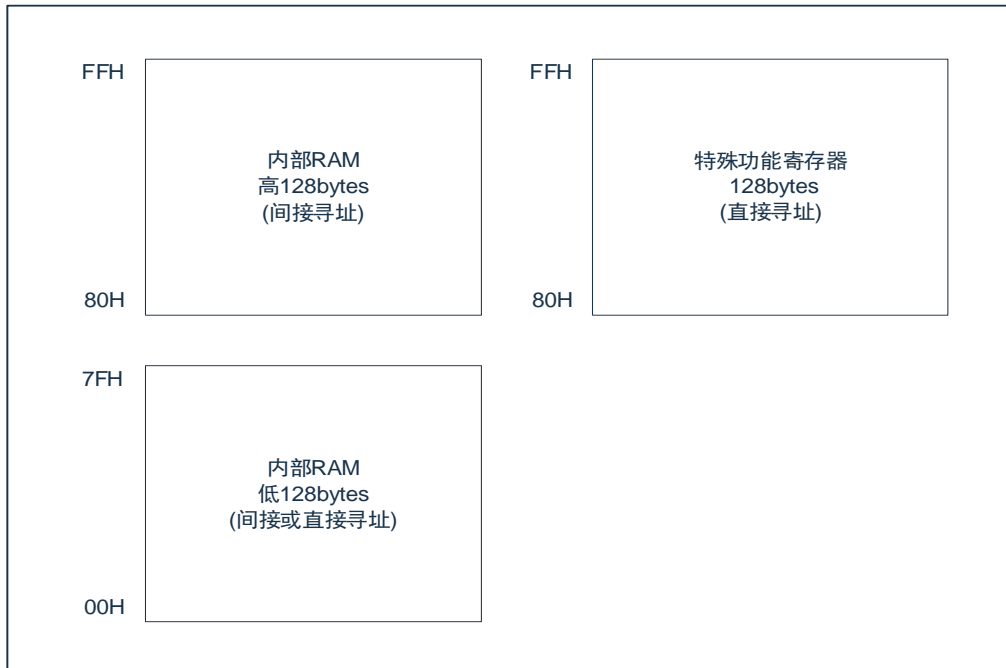 FFH
内部RAM
高128bytes
(间接寻址)
80H
FFH
特殊功能寄存器
128bytes
(直接寻址)
80H
7FH
内部RAM
低128bytes
(间接或直接寻址)
00H